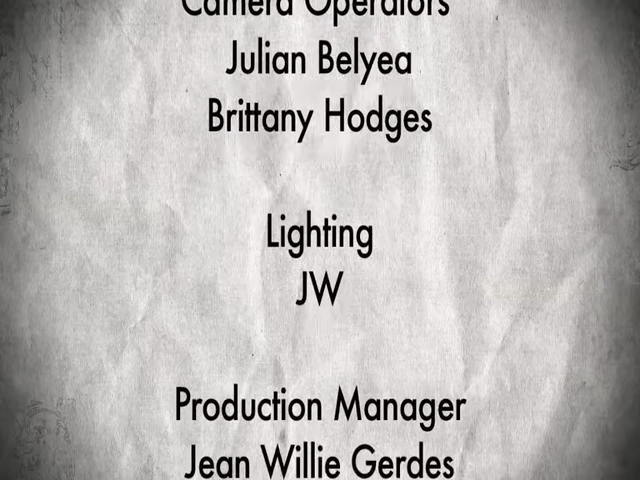 Camera Operators
Julian Belyea
Brittany Hodges
Lighting
JW
Production Manager
Jean Willie Gerdes